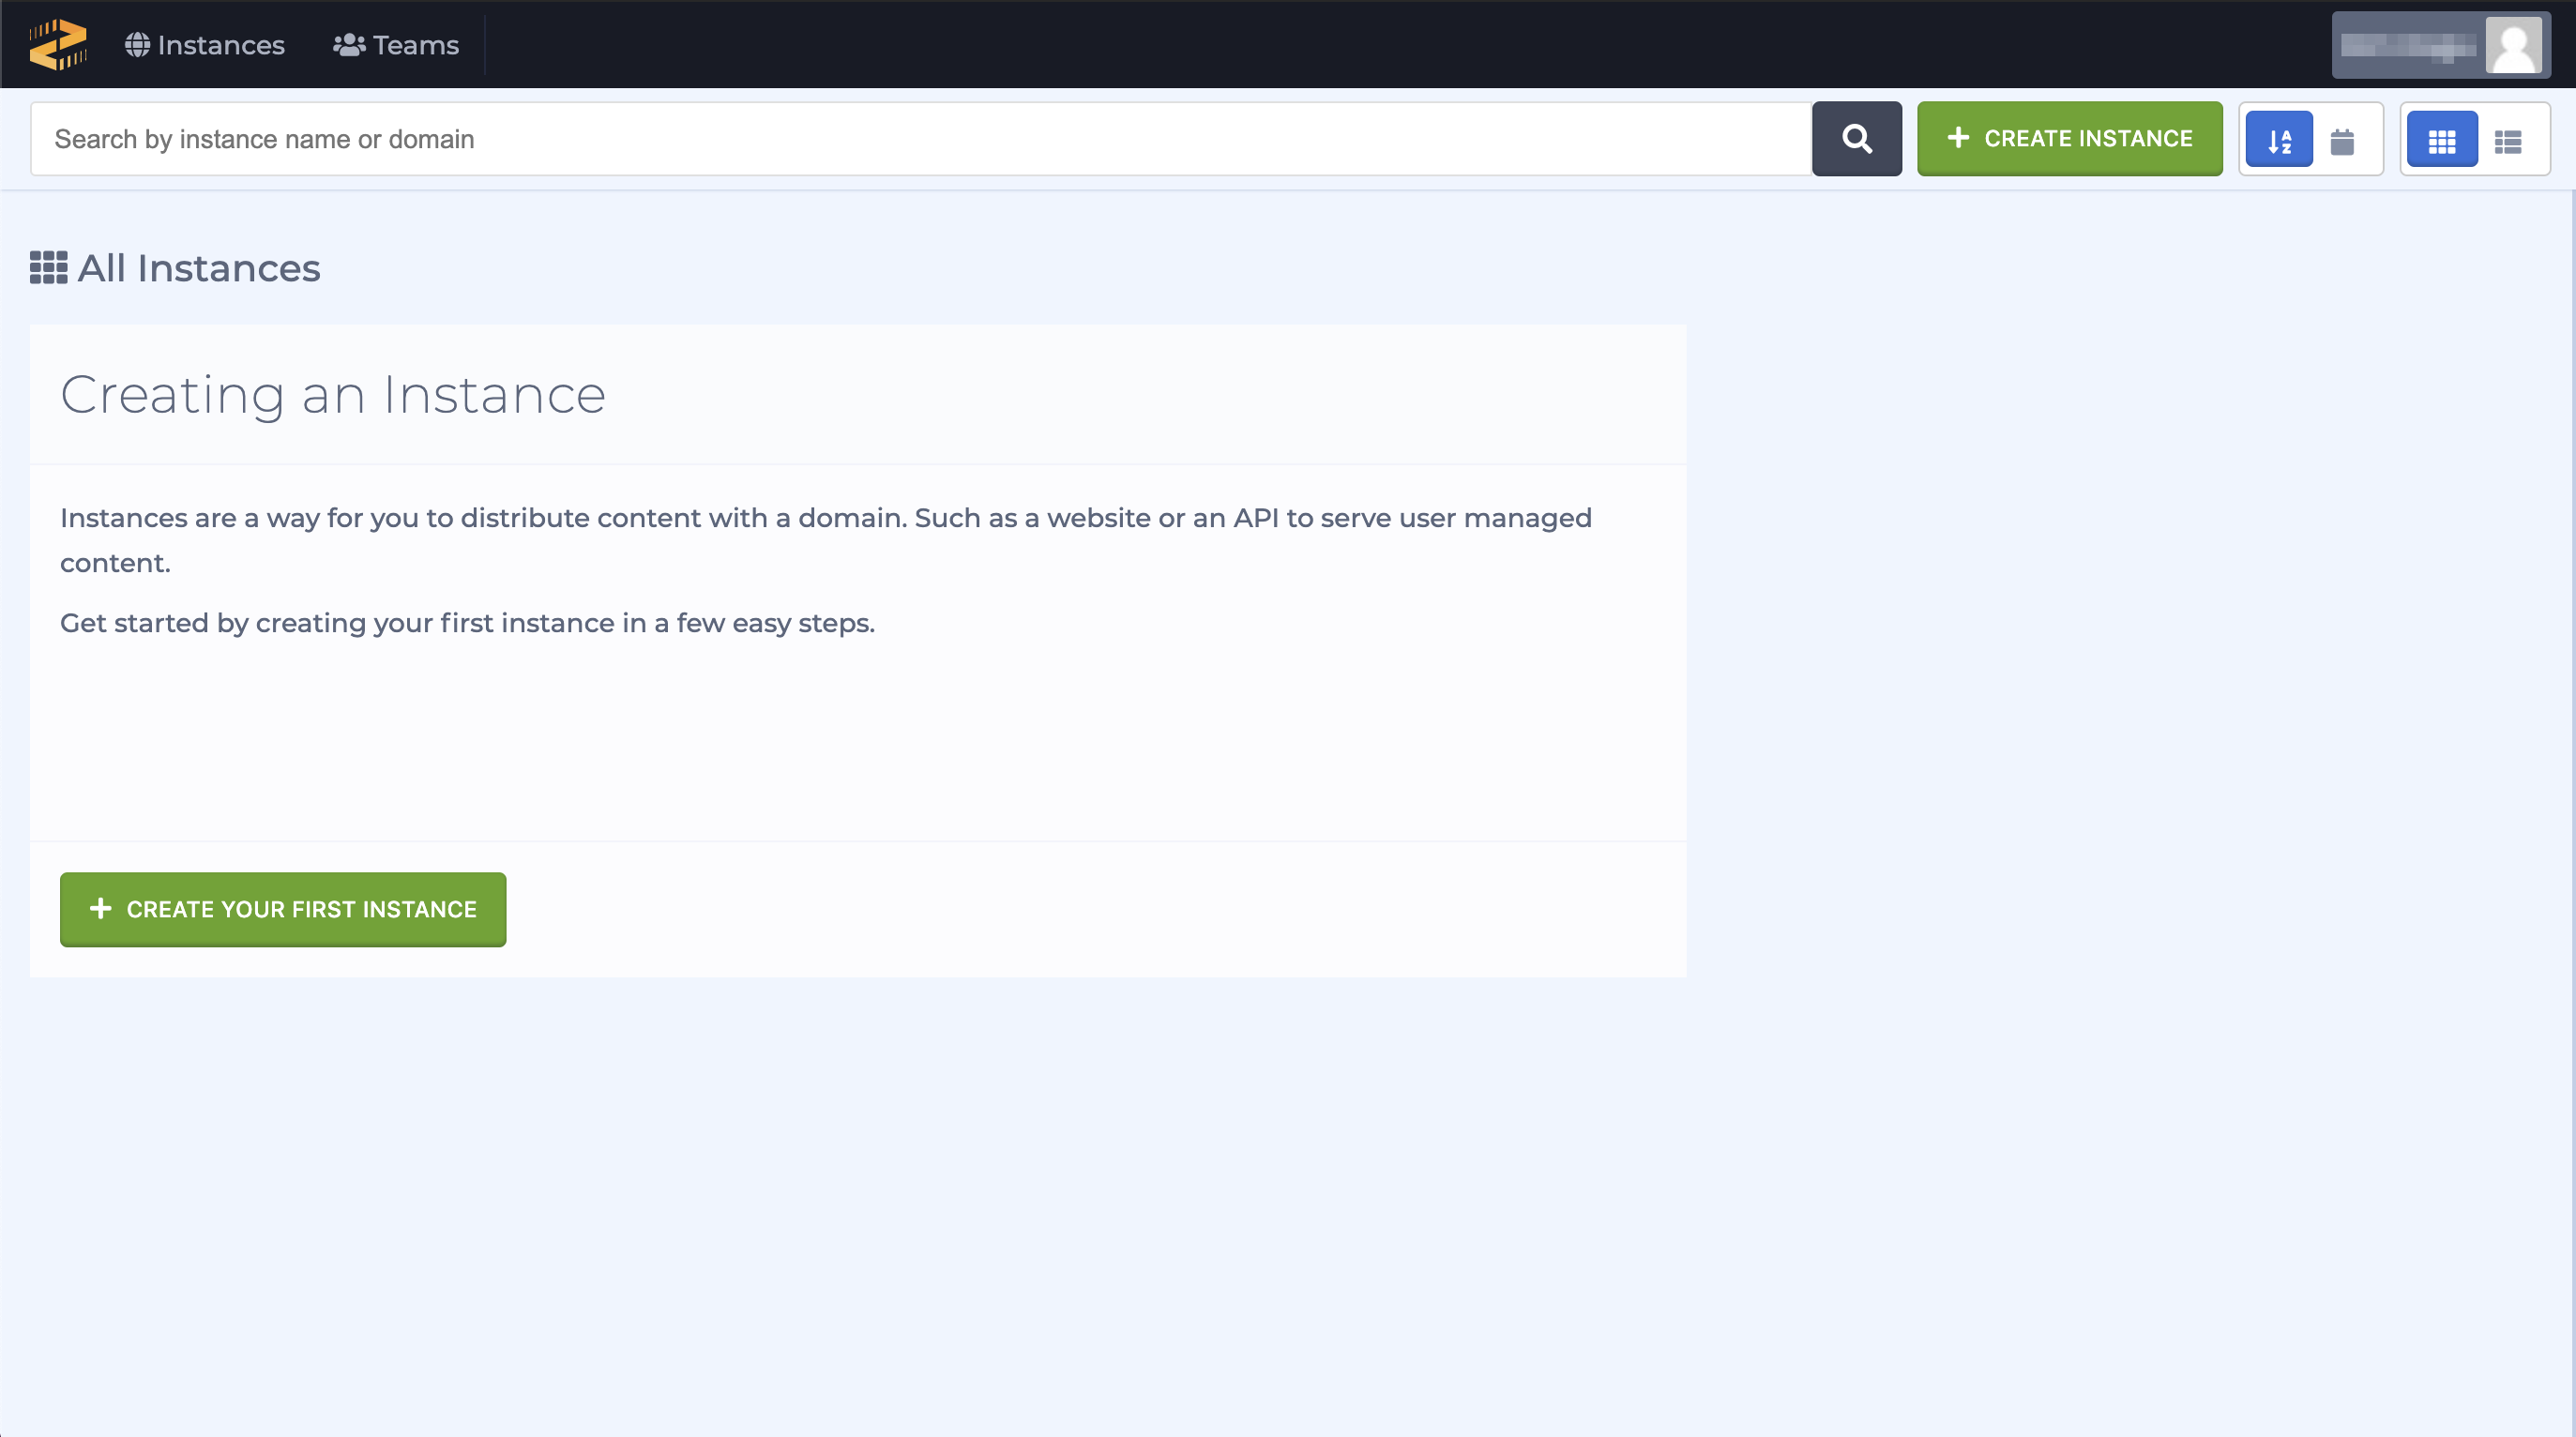 Instances Teams
Search by instance name or domain
CREATE INSTANCE
All Instances
Creating an Instance
Instances are a way for you to distribute content with a domain. Such as a website or an API to serve user managed
content.
Get started by creating your first instance in a few easy steps.
CREATE YOUR FIRST INSTANCE